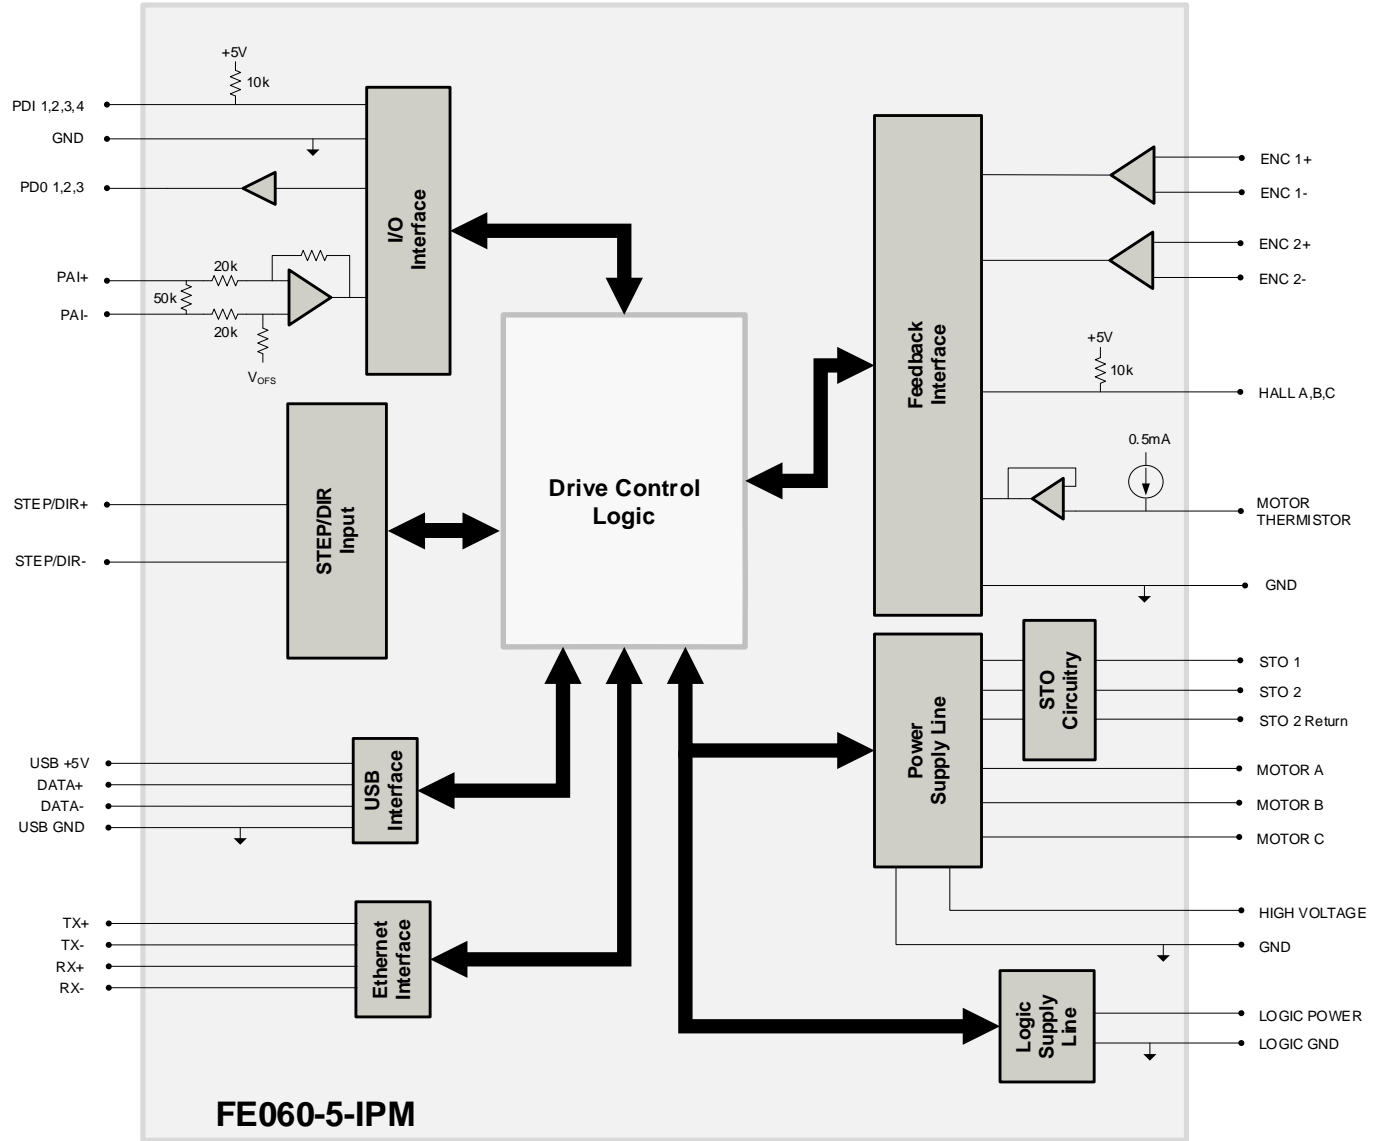 +5V
10k
PDI 1,2,3,4
GND
PD0 1,2,3
I/O
Interface
PAI+
20k
50k
PAI-
20k
VOFS
STEP/DIR+
STEP/DIR-
STEP/DIR
Input
Drive Control
Logic
Feedback
Interface
ENC 1+
ENC 1-
ENC 2+
ENC 2-
+5V
10k
HALL A,B,C
0.5mA
MOTOR
THERMISTOR
GND
Power
Supply Line
STO
Circuitry
STO 1
STO 2
STO 2 Return
MOTOR A
MOTOR B
MOTOR C
HIGH VOLTAGE
GND
USB +5V
DATA+
DATA-
USB GND
USB
Interface
TX+
TX-
RX+
RX-
Ethernet
Interface
Logic
Supply
Line
LOGIC POWER
LOGIC GND
FE060-5-IPM